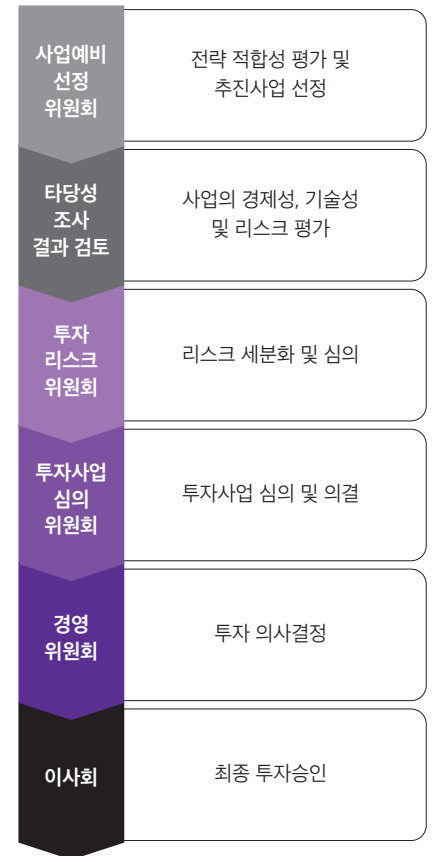 사업예비
선정
위원회
전략 적합성 평가 및
추진사업 선정
타당성
조사
결과 검토
사업의 경제성, 기술성
및 리스크 평가
투자
리스크
위원회
리스크 세분화 및 심의
투자사업
심의
위원회
투자사업 심의 및 의결
경영
위원회
투자 의사결정
이사회
최종 투자승인